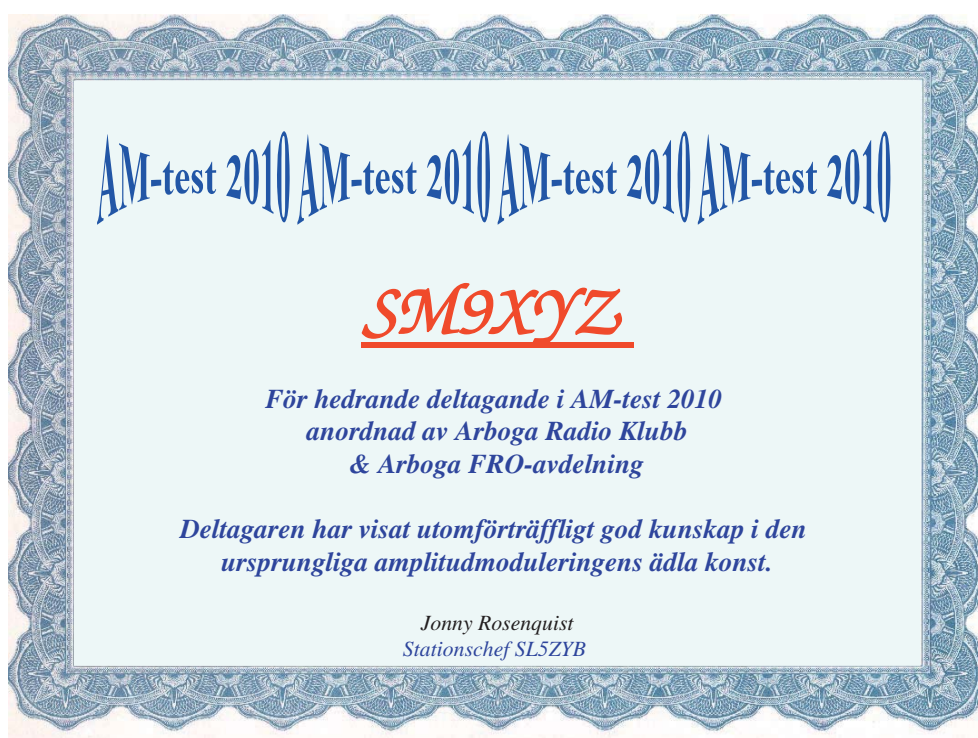 AM-test 2010 AM-test 2010 AM-test 2010 AM-test 2010
SM9XYZ
För hedrande deltagande i AM-test 2010
anordnad av Arboga Radio Klubb
& Arboga FRO-avdelning
Deltagaren har visat utomförträffligt god kunskap i den
ursprungliga amplitudmoduleringens ädla konst.
Jonny Rosenquist
Stationschef SL5ZYB